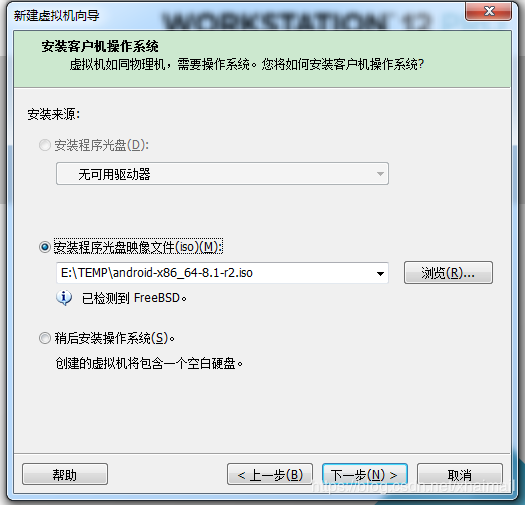 新建虚拟机向导
WORKSTATION 12
安装客户机操作系统
虚拟机如同物理机，需要操作系统。您将如何安装客户机操作系统?
安装来源:
安装程序光盘(D):
无可用驱动器
安装程序光盘映像文件(iso)(M):
E:\TEMP\android-x86_64-8.1-r2.iso
浏览(R)...
已检测到 FreeBSD。
稍后安装操作系统(S)。
创建的虚拟机将包含一个空白硬盘。
帮助
< 上一步(B)
下一步(N) >
取消